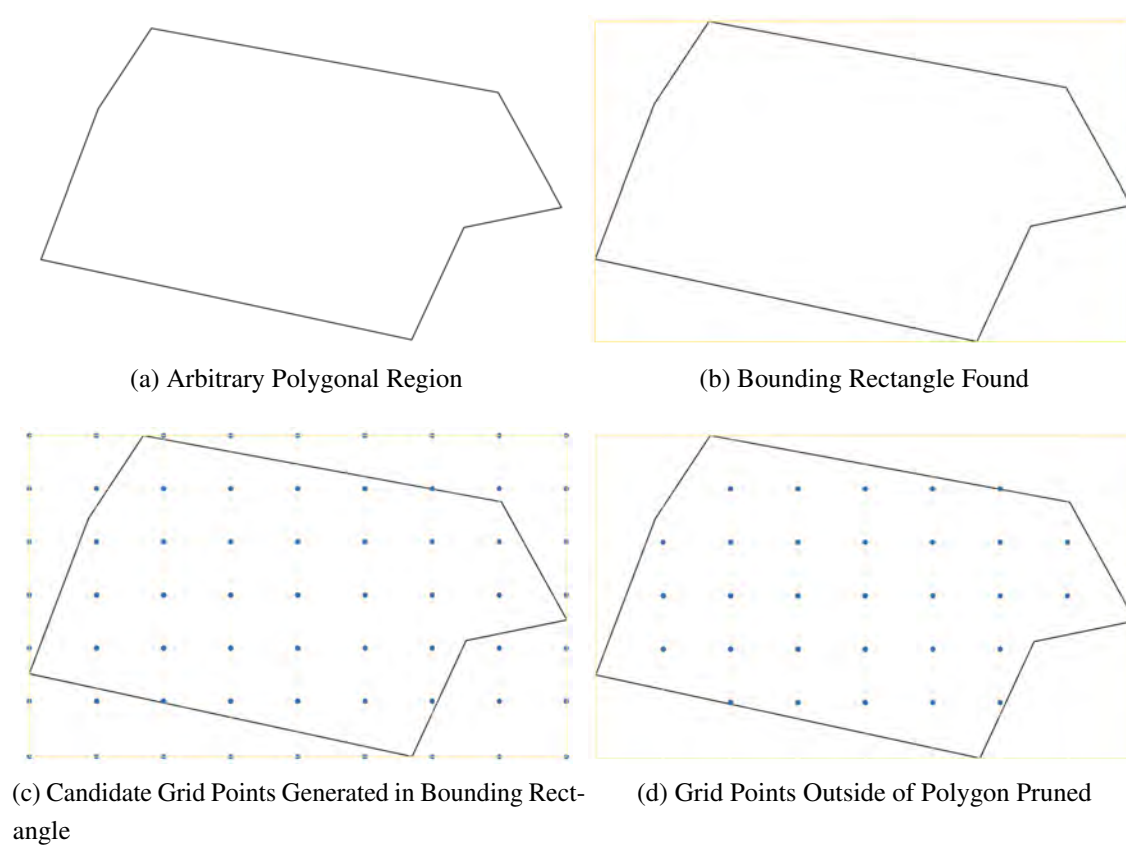 (a) Arbitrary Polygonal Region
(b) Bounding Rectangle Found
(c) Candidate Grid Points Generated in Bounding Rect-
angle
(d) Grid Points Outside of Polygon Pruned